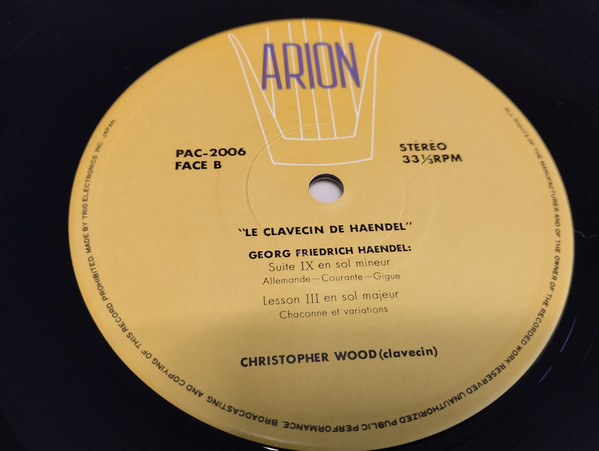 ARION
PAC-2006
FACE B
STÉRÉO
33⅓RPM
"LE CLAVECIN DE HAENDEL"
GEORG FRIEDRICH HAENDEL:
Suite IX en sol mineur
Allemande—Courante—Gigue
Lesson III en sol majeur
Chaconne et variations
CHRISTOPHER WOOD (clavecin)
ALL RIGHTS OF THE MANUFACTURER AND OF THE OWNER OF THE RECORDED WORK RESERVED UNAUTHORIZED PUBLIC PERFORMANCE, BROADCASTING AND COPYING OF THIS RECORD PROHIBITED. MADE BY TRIO ELECTRONICS INC. JAPAN.